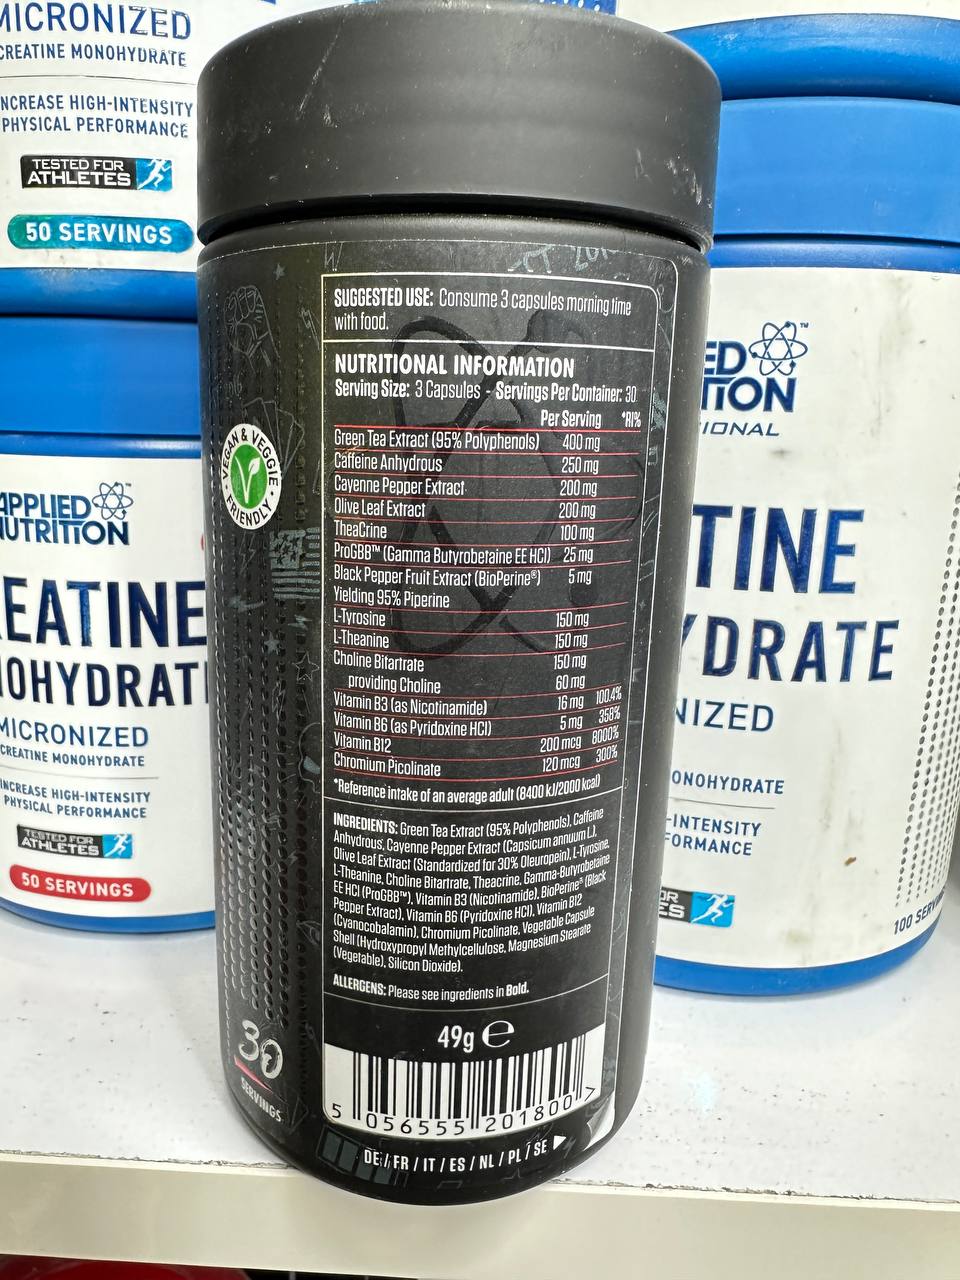 MICRONIZED
CREATINE MONOHYDRATE
INCREASE HIGH-INTENSITY
PHYSICAL PERFORMANCE
TESTED FOR
ATHLETES
50 SERVINGS
APPLIED
NUTRITION
EATINE
OHYDRAT
MICRONIZED
CREATINE MONOHYDRATE
INCREASE HIGH-INTENSITY
PHYSICAL PERFORMANCE
TESTED FOR
ATHLETES
50 SERVINGS
VEGAN & VEGGIE
• FRIENDLY •
30
SERVINGS
SUGGESTED USE: Consume 3 capsules morning time
with food.
NUTRITIONAL INFORMATION
Serving Size: 3 Capsules - Servings Per Container: 30
Per Serving *RI%
Green Tea Extract (95% Polyphenols) 400 mg
Caffeine Anhydrous 250 mg
Cayenne Pepper Extract 200 mg
Olive Leaf Extract 200 mg
TheaCrine 100 mg
ProGBB™ (Gamma Butyrobetaine EE HCl) 25 mg
Black Pepper Fruit Extract (BioPerine®) 5 mg
Yielding 95% Piperine
L-Tyrosine 150 mg
L-Theanine 150 mg
Choline Bitartrate 150 mg
providing Choline 60 mg
Vitamin B3 (as Nicotinamide) 16 mg 100.4%
Vitamin B6 (as Pyridoxine HCl) 5 mg 358%
Vitamin B12 200 mcg 8000%
Chromium Picolinate 120 mcg 300%
*Reference intake of an average adult (8400 kJ/2000 kcal)
INGREDIENTS: Green Tea Extract (95% Polyphenols), Caffeine
Anhydrous, Cayenne Pepper Extract (Capsicum annuum L.),
Olive Leaf Extract (Standardized for 30% Oleuropein), L-Tyrosine,
L-Theanine, Choline Bitartrate, Theacrine, Gamma-Butyrobetaine
EE HCl (ProGBB™), Vitamin B3 (Nicotinamide), BioPerine® (Black
Pepper Extract), Vitamin B6 (Pyridoxine HCl), Vitamin B12
(Cyanocobalamin), Chromium Picolinate, Vegetable Capsule
Shell (Hydroxypropyl Methylcellulose, Magnesium Stearate
(Vegetable), Silicon Dioxide).
ALLERGENS: Please see ingredients in Bold.
49g ℮
5 056555 201800 >
DE / FR / IT / ES / NL / PL / SE
ED
TION
IONAL
TINE
YDRATE
NIZED
ONOHYDRATE
-INTENSITY
FORMANCE
OR
ES
100 SERV